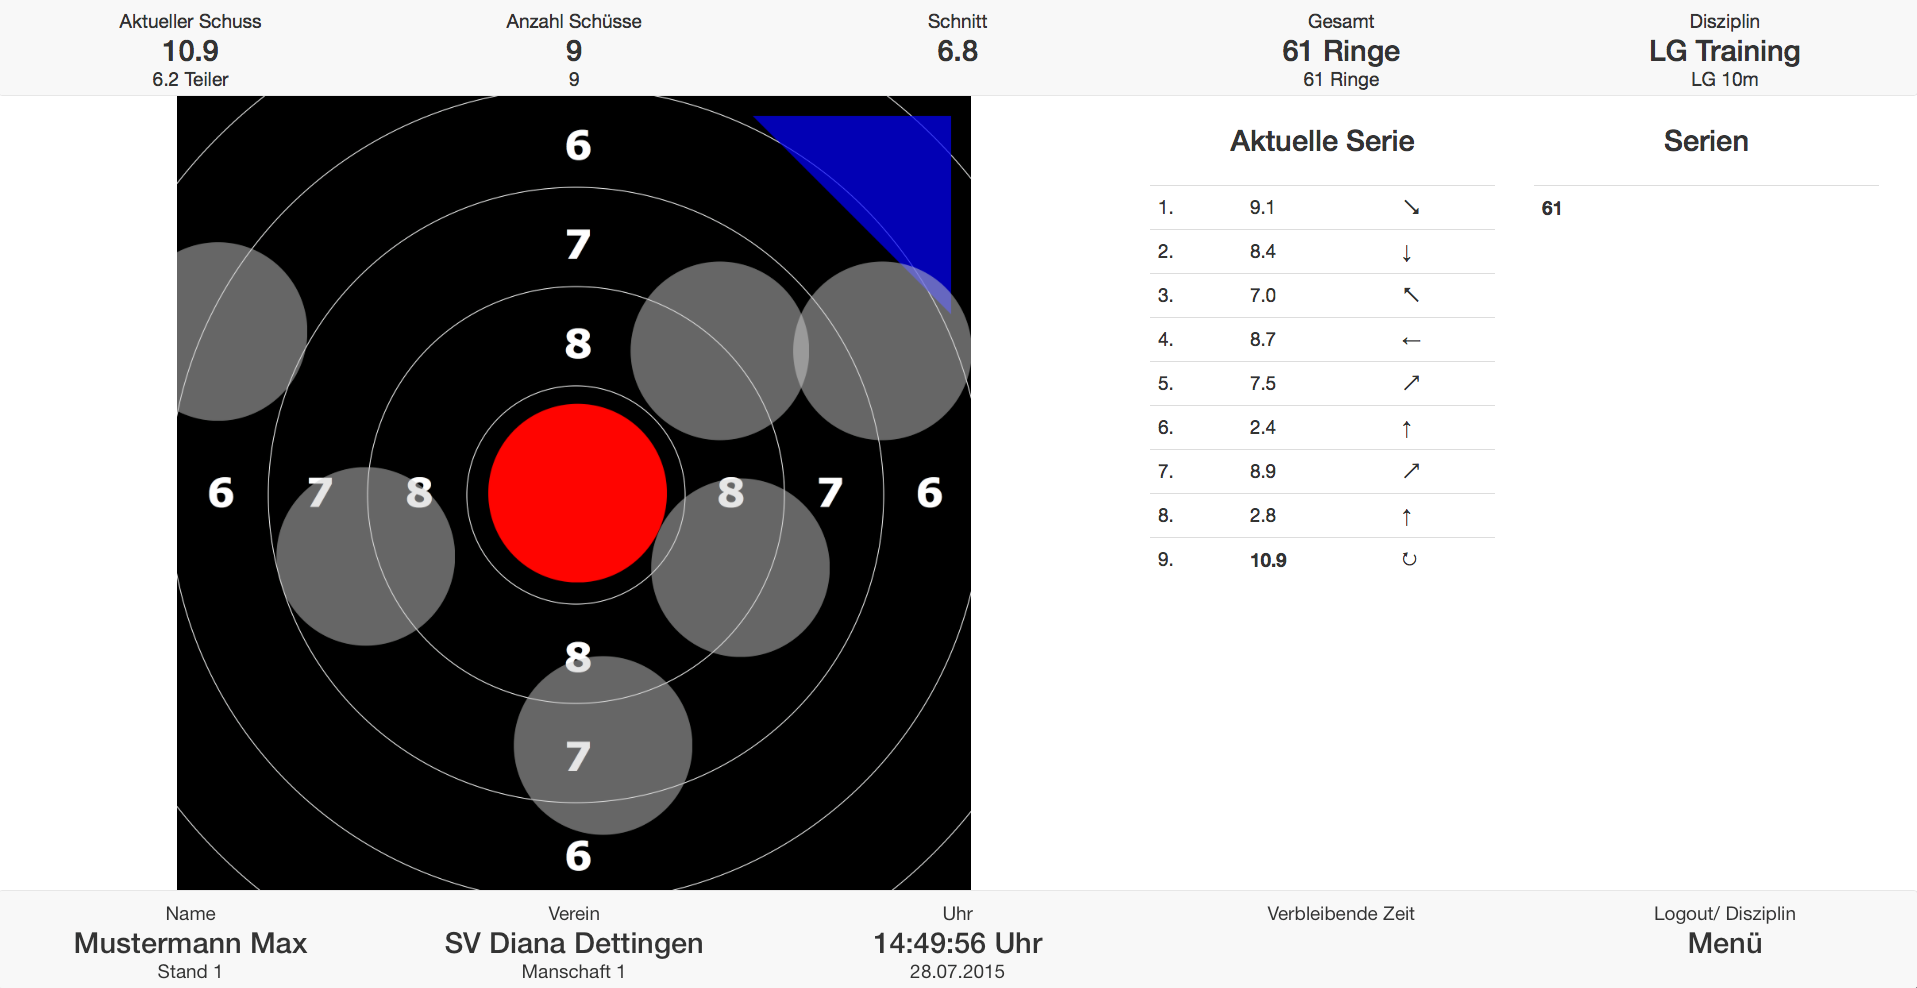 Aktueller Schuss
10.9
6.2 Teiler
Anzahl Schüsse
9
9
Schnitt
6.8
Gesamt
61 Ringe
61 Ringe
Disziplin
LG Training
LG 10m
6
7
8
6 7 8 8 7 6
8
7
6
Aktuelle Serie
1. 9.1 ↘
2. 8.4 ↓
3. 7.0 ↖
4. 8.7 ←
5. 7.5 ↗
6. 2.4 ↑
7. 8.9 ↗
8. 2.8 ↑
9. 10.9 ↻
Serien
61
Name
Mustermann Max
Stand 1
Verein
SV Diana Dettingen
Manschaft 1
Uhr
14:49:56 Uhr
28.07.2015
Verbleibende Zeit
Logout/ Disziplin
Menü